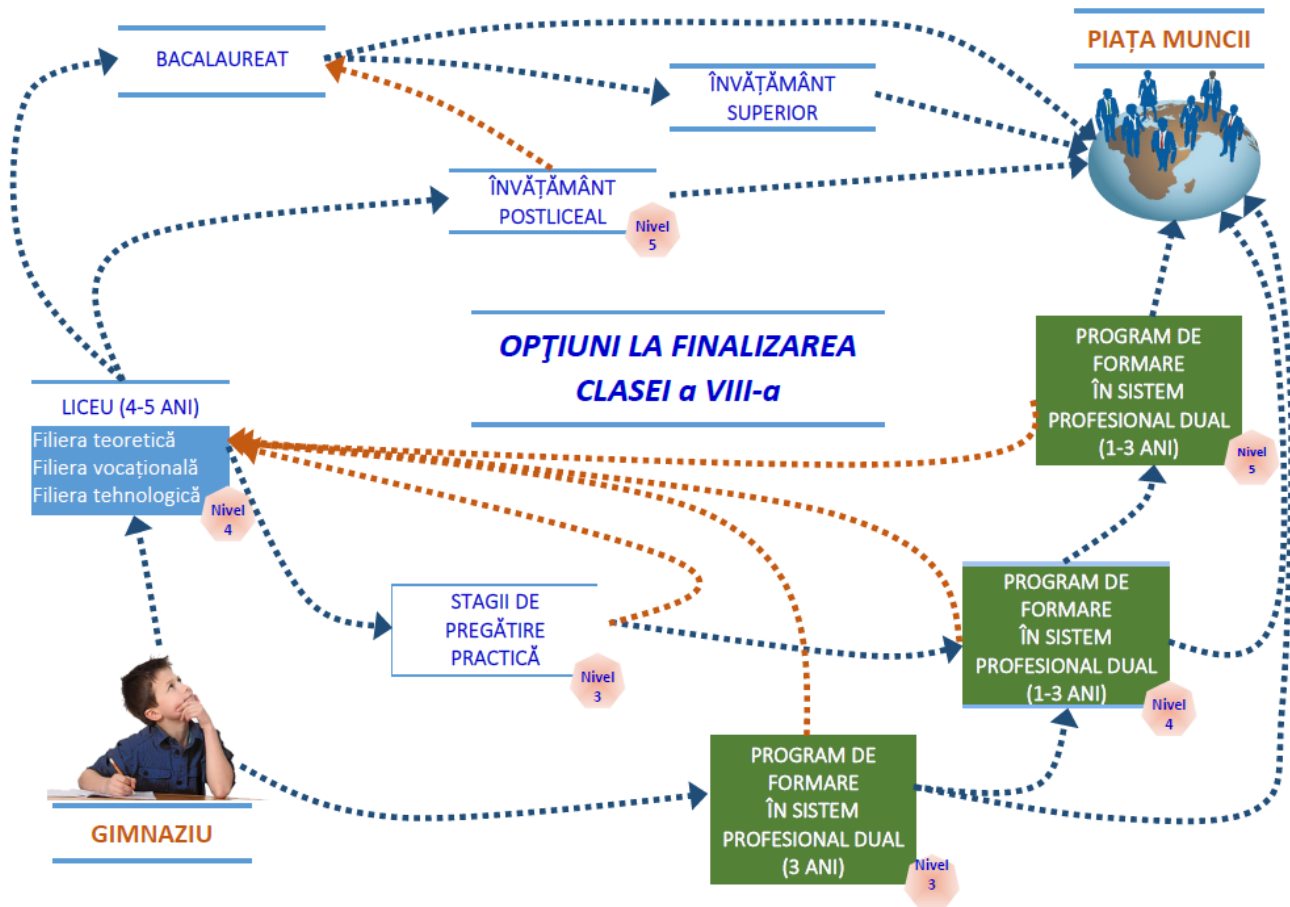 BACALAUREAT
PIAȚA MUNCII
ÎNVĂȚĂMÂNT
SUPERIOR
ÎNVĂȚĂMÂNT
POSTLICEAL
Nivel
5
OPŢIUNI LA FINALIZAREA
CLASEI a VIII-a
LICEU (4-5 ANI)
Filiera teoretică
Filiera vocațională
Filiera tehnologică
Nivel
4
PROGRAM DE
FORMARE
ÎN SISTEM
PROFESIONAL DUAL
(1-3 ANI)
Nivel
5
STAGII DE
PREGĂTIRE
PRACTICĂ
Nivel
3
PROGRAM DE
FORMARE
ÎN SISTEM
PROFESIONAL DUAL
(1-3 ANI)
Nivel
4
GIMNAZIU
PROGRAM DE
FORMARE
ÎN SISTEM
PROFESIONAL DUAL
(3 ANI)
Nivel
3